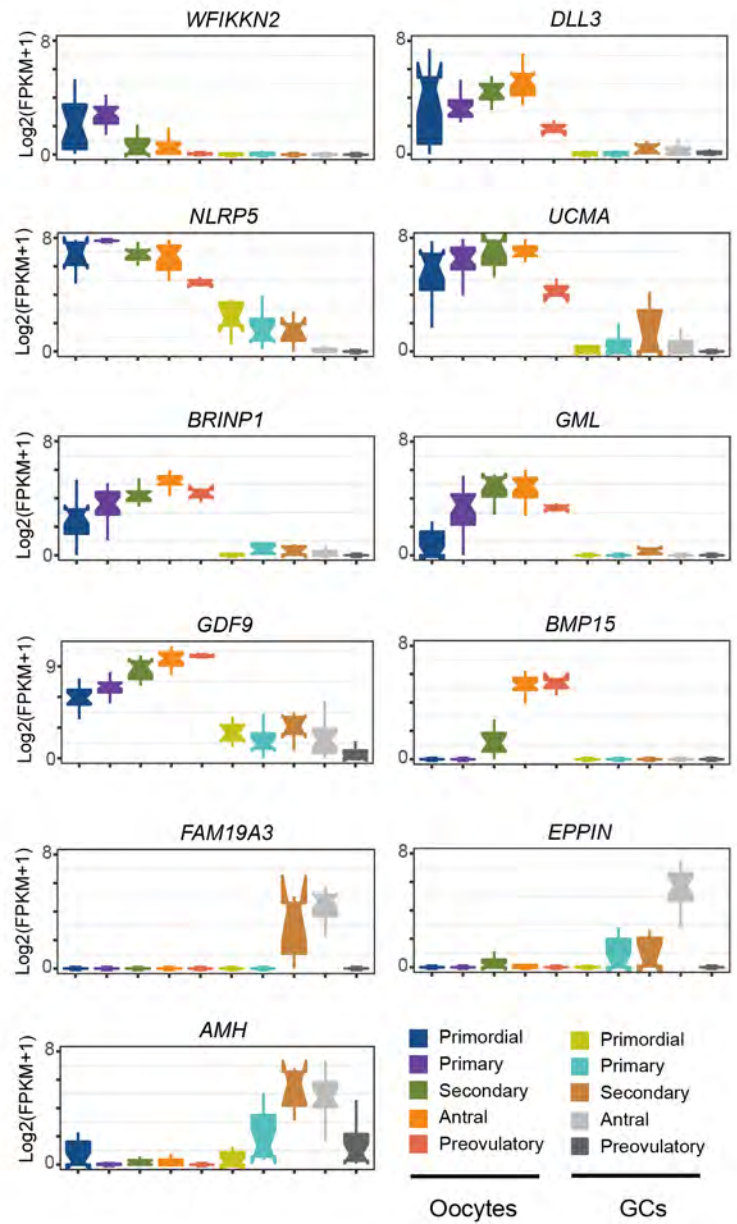 WFIKKN2
DLL3
Log2(FPKM+1)
8
0
8
0
NLRP5
UCMA
Log2(FPKM+1)
8
0
8
0
BRINP1
GML
Log2(FPKM+1)
8
0
8
0
GDF9
BMP15
Log2(FPKM+1)
9
0
8
0
FAM19A3
EPPIN
Log2(FPKM+1)
8
0
8
0
AMH
Log2(FPKM+1)
8
0
Primordial
Primary
Secondary
Antral
Preovulatory
Oocytes
Primordial
Primary
Secondary
Antral
Preovulatory
GCs